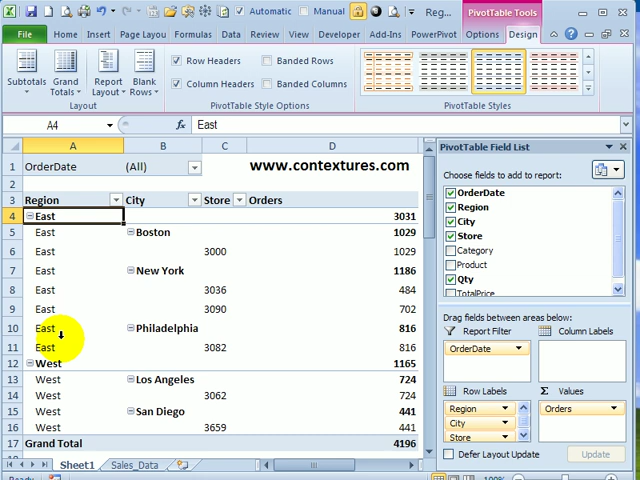 Automatic Manual Reg... PivotTable Tools
File Home Insert Page Layou Formulas Data Review View Developer Add-Ins PowerPivot Options Design
Subtotals Grand Totals Report Layout Blank Rows
Row Headers Banded Rows
Column Headers Banded Columns
Layout PivotTable Style Options PivotTable Styles
A4 fx East
A B C D
1 OrderDate (All) www.contextures.com
2
3 Region City Store Orders
4 East 3031
5 East Boston 1029
6 East 3000 1029
7 East New York 1186
8 East 3036 484
9 East 3090 702
10 East Philadelphia 816
11 East 3082 816
12 West 1165
13 West Los Angeles 724
14 West 3062 724
15 West San Diego 441
16 West 3659 441
17 Grand Total 4196
Sheet1 Sales_Data
Ready 100%
PivotTable Field List
Choose fields to add to report:
OrderDate
Region
City
Store
Category
Product
Qty
TotalPrice
Drag fields between areas below:
Report Filter Column Labels
OrderDate
Row Labels Σ Values
Region Orders
City
Store
Defer Layout Update Update